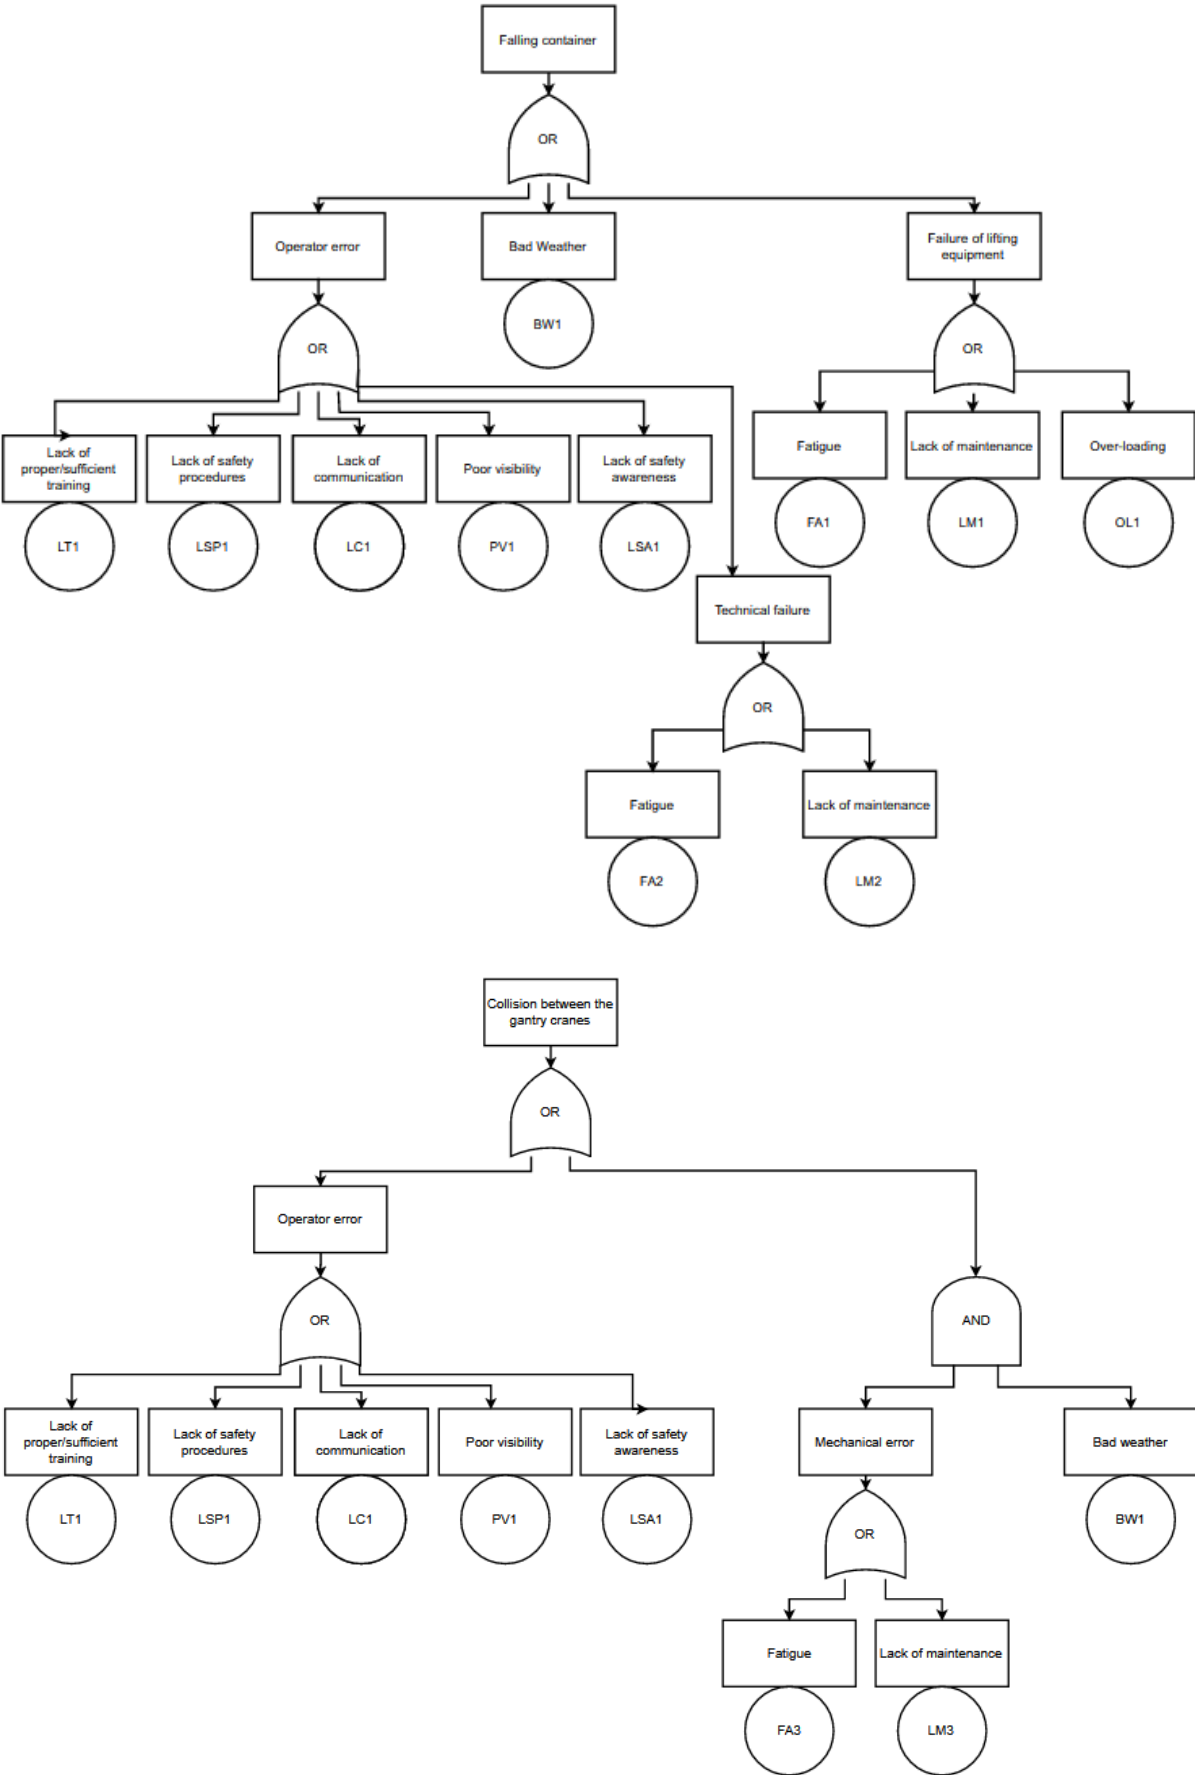 Falling container
OR
Operator error
Bad Weather
Failure of lifting
equipment
BW1
OR
OR
Lack of
proper/sufficient
training
Lack of safety
procedures
Lack of
communication
Poor visibility
Lack of safety
awareness
Fatigue
Lack of maintenance
Over-loading
LT1
LSP1
LC1
PV1
LSA1
FA1
LM1
OL1
Technical failure
OR
Fatigue
Lack of maintenance
FA2
LM2
Collision between the
gantry cranes
OR
Operator error
OR
AND
Lack of
proper/sufficient
training
Lack of safety
procedures
Lack of
communication
Poor visibility
Lack of safety
awareness
Mechanical error
Bad weather
LT1
LSP1
LC1
PV1
LSA1
BW1
OR
Fatigue
Lack of maintenance
FA3
LM3